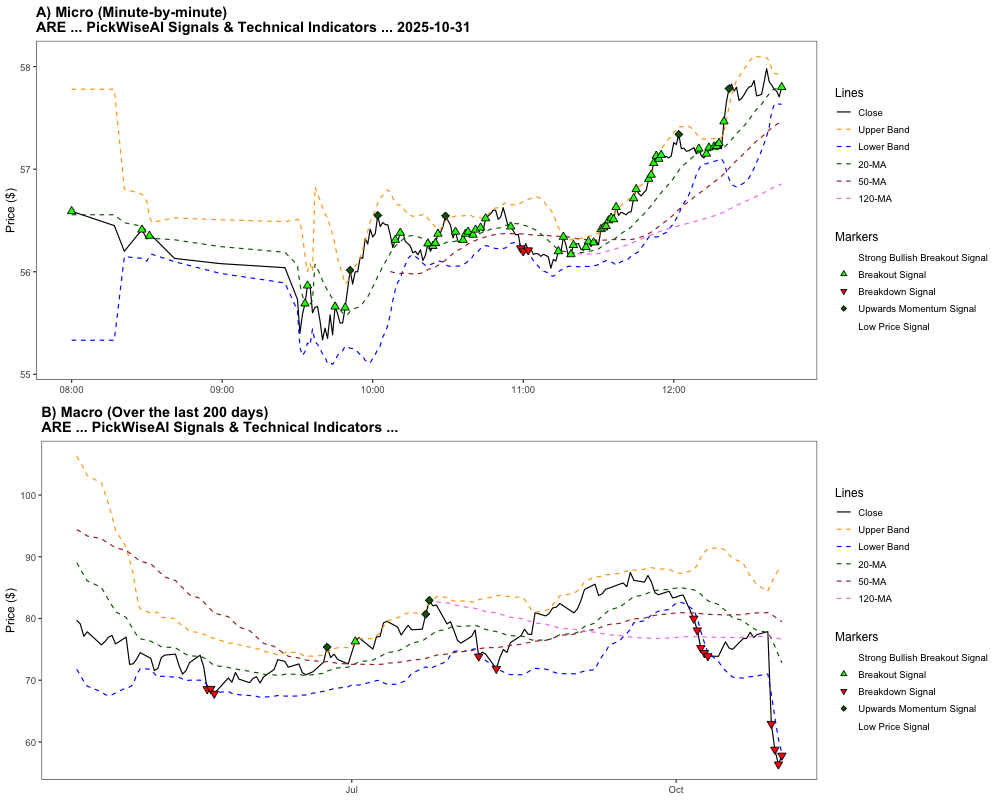 A) Micro (Minute-by-minute)
ARE ... PickWiseAI Signals & Technical Indicators ... 2025-10-31
Price ($)
58
57
56
55
08:00 09:00 10:00 11:00 12:00
Lines
Close
Upper Band
Lower Band
20-MA
50-MA
120-MA
Markers
Strong Bullish Breakout Signal
Breakout Signal
Breakdown Signal
Upwards Momentum Signal
Low Price Signal
B) Macro (Over the last 200 days)
ARE ... PickWiseAI Signals & Technical Indicators ...
Price ($)
100
90
80
70
60
Jul Oct
Lines
Close
Upper Band
Lower Band
20-MA
50-MA
120-MA
Markers
Strong Bullish Breakout Signal
Breakout Signal
Breakdown Signal
Upwards Momentum Signal
Low Price Signal